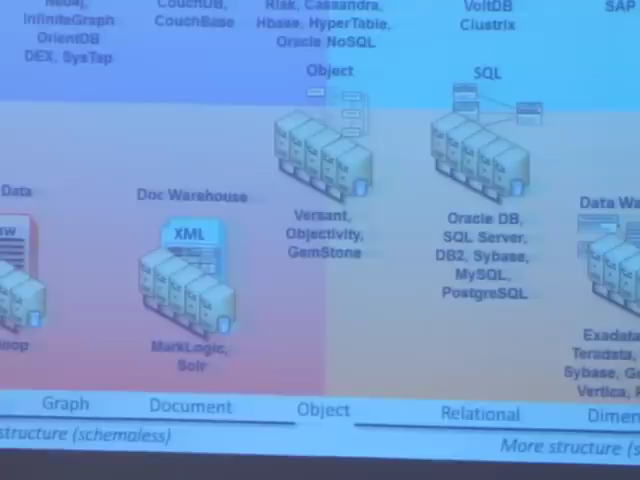 InfiniteGraph
OrientDB
DEX, SysTap
CouchDB,
CouchBase
Cassandra,
Hbase, HyperTable,
Oracle NoSQL
VoltDB
Clustrix
SAP
Object
SQL
Versant,
Objectivity,
GemStone
Oracle DB,
SQL Server,
DB2, Sybase,
MySQL,
PostgreSQL
Data
Doc Warehouse
XML
MarkLogic,
Solr
Data Wa
Exadata
Teradata,
Sybase, G
Vertica,
Graph
Document
Object
Relational
Dimen
structure (schemaless)
More structure (s